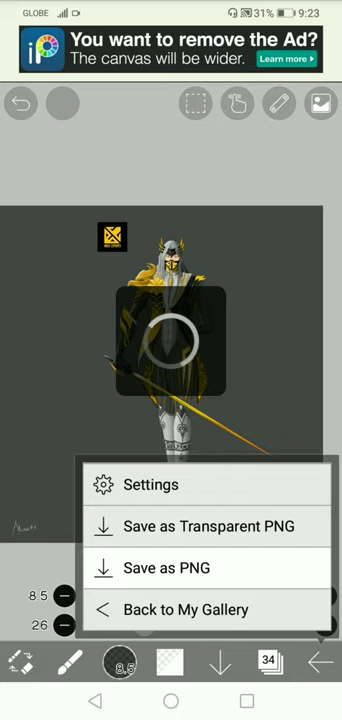 GLOBE 31% 9:23
You want to remove the Ad?
The canvas will be wider. Learn more
iP
Settings
Save as Transparent PNG
Save as PNG
Back to My Gallery
8.5
26
8.5
34